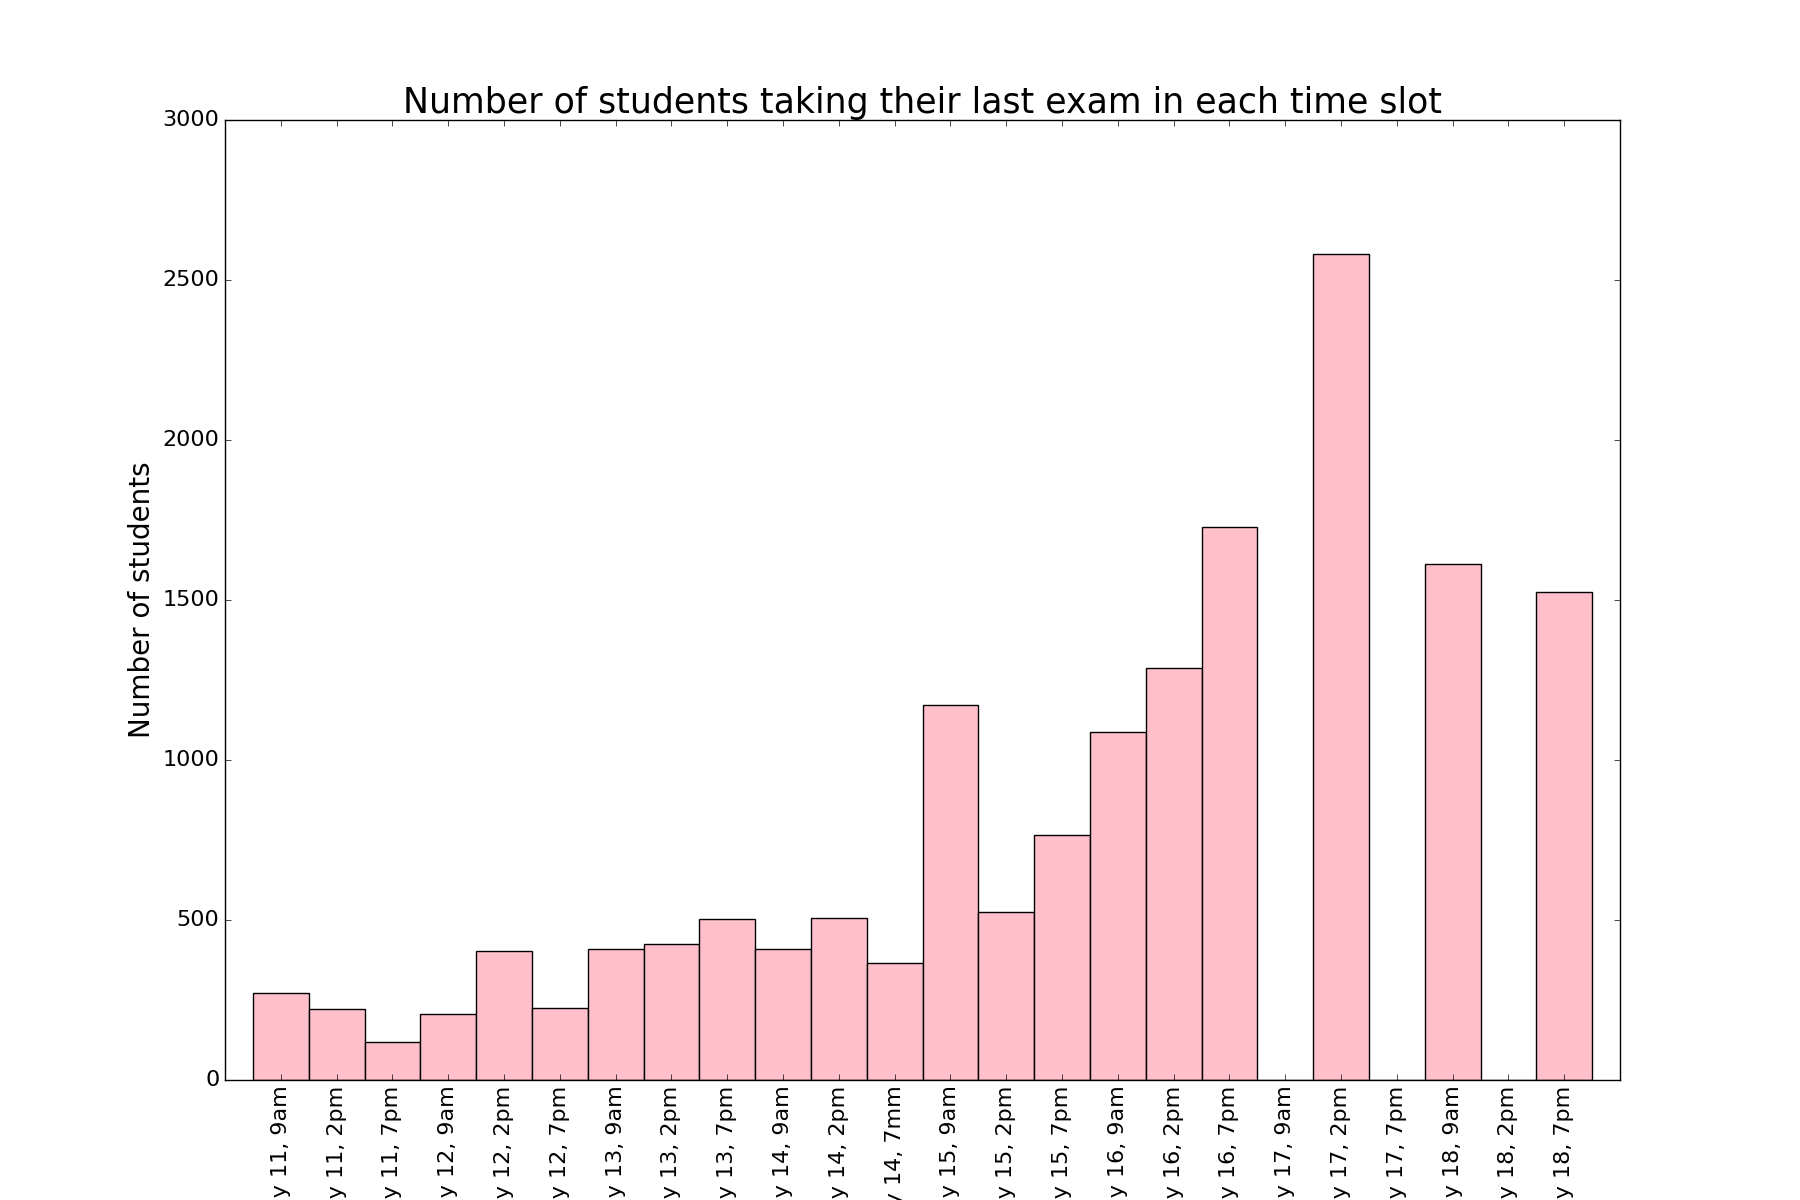 Number of students taking their last exam in each time slot
Number of students
3000
2500
2000
1500
1000
500
0
y 11, 9am
y 11, 2pm
y 11, 7pm
y 12, 9am
y 12, 2pm
y 12, 7pm
y 13, 9am
y 13, 2pm
y 13, 7pm
y 14, 9am
y 14, 2pm
y 14, 7mm
y 15, 9am
y 15, 2pm
y 15, 7pm
y 16, 9am
y 16, 2pm
y 16, 7pm
y 17, 9am
y 17, 2pm
y 17, 7pm
y 18, 9am
y 18, 2pm
y 18, 7pm